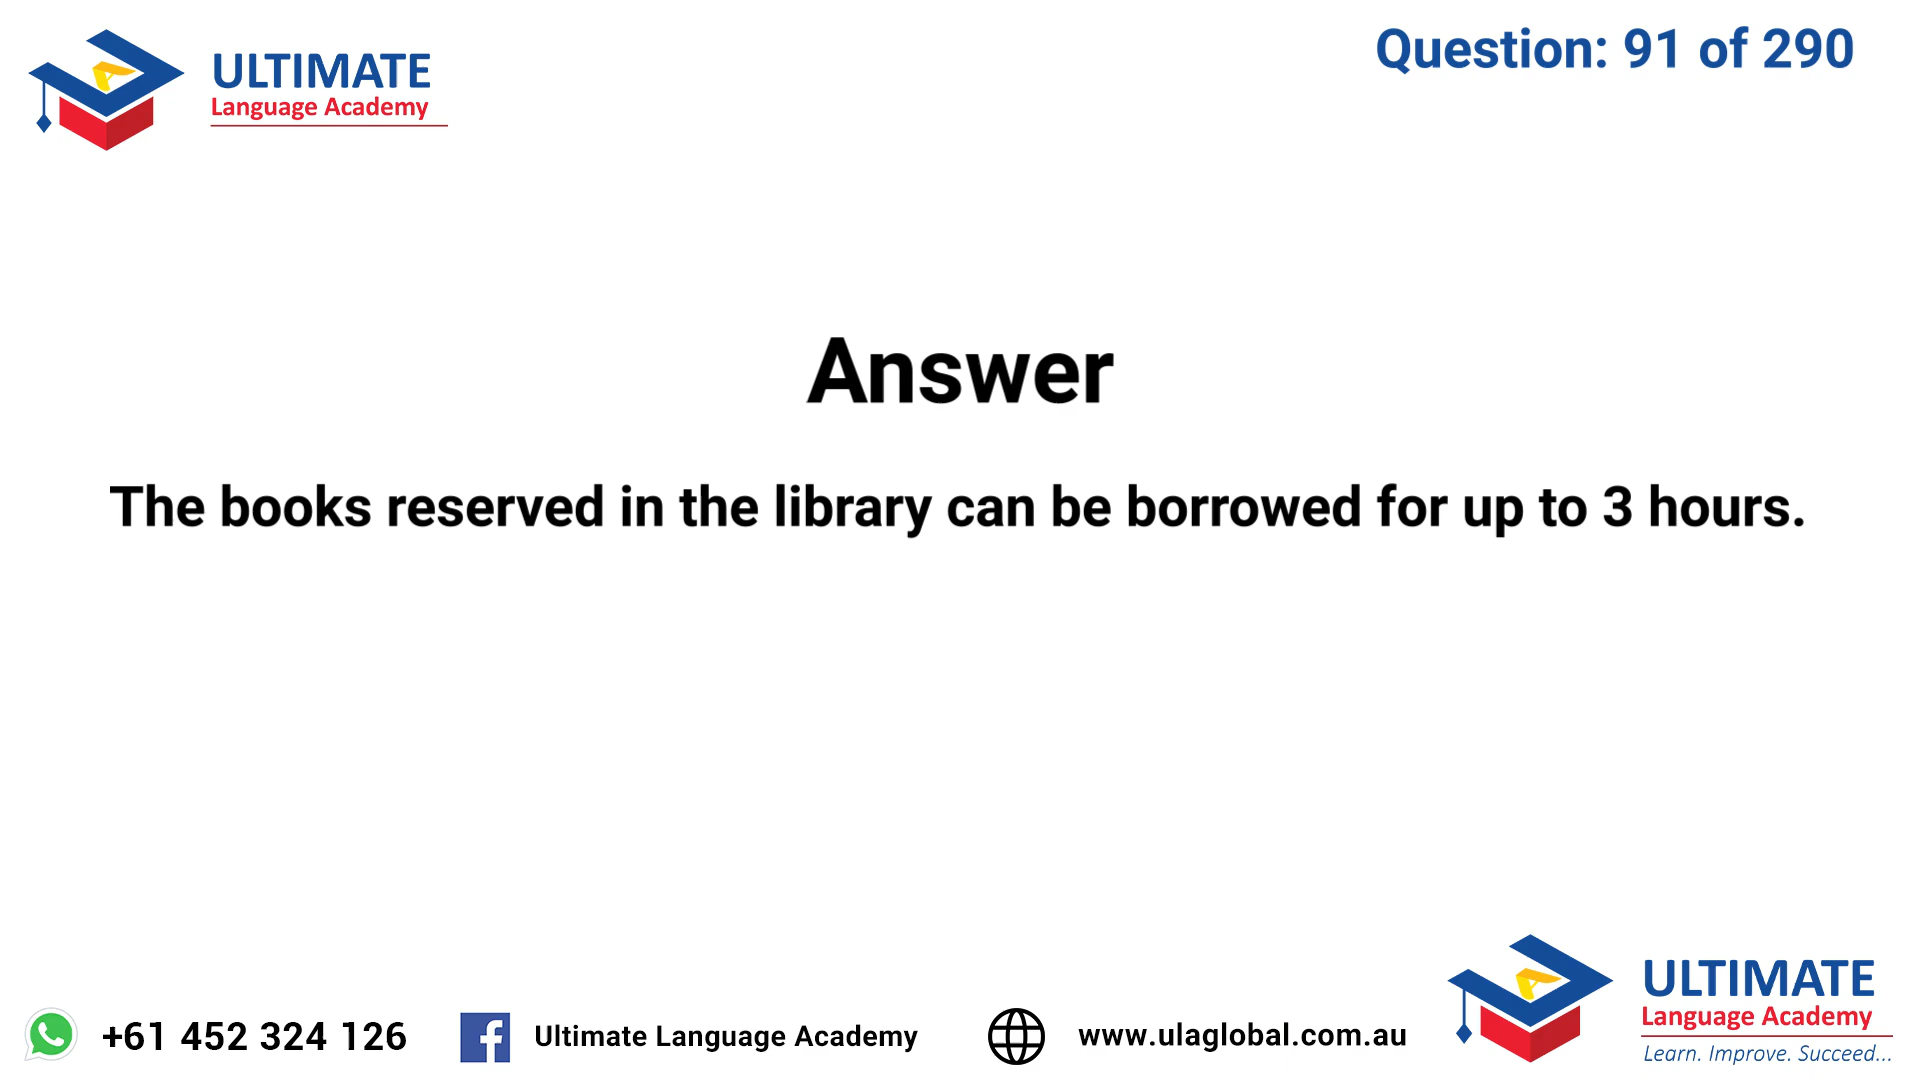 ULTIMATE
Language Academy
Question: 91 of 290
Answer
The books reserved in the library can be borrowed for up to 3 hours.
+61 452 324 126
Ultimate Language Academy
www.ulaglobal.com.au
ULTIMATE
Language Academy
Learn. Improve. Succeed...